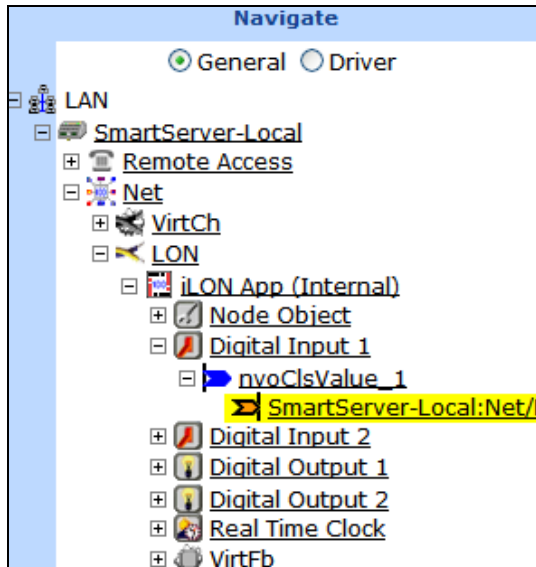 Navigate
General Driver
LAN
SmartServer-Local
Remote Access
Net
VirtCh
LON
iLON App (Internal)
Node Object
Digital Input 1
nvoClsValue_1
SmartServer-Local:Net/
Digital Input 2
Digital Output 1
Digital Output 2
Real Time Clock
VirtFb